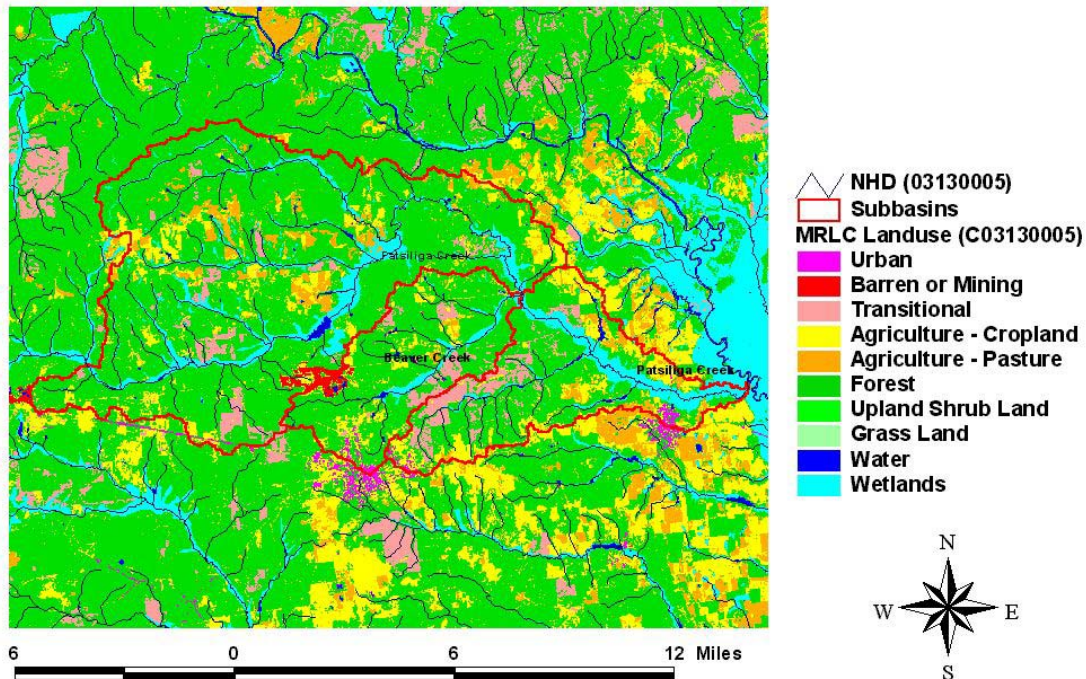 Patsiliga Creek
Beaver Creek
Patsiliga Creek
NHD (03130005)
Subbasins
MRLC Landuse (C03130005)
Urban
Barren or Mining
Transitional
Agriculture - Cropland
Agriculture - Pasture
Forest
Upland Shrub Land
Grass Land
Water
Wetlands
N
W E
S
6 0 6 12 Miles